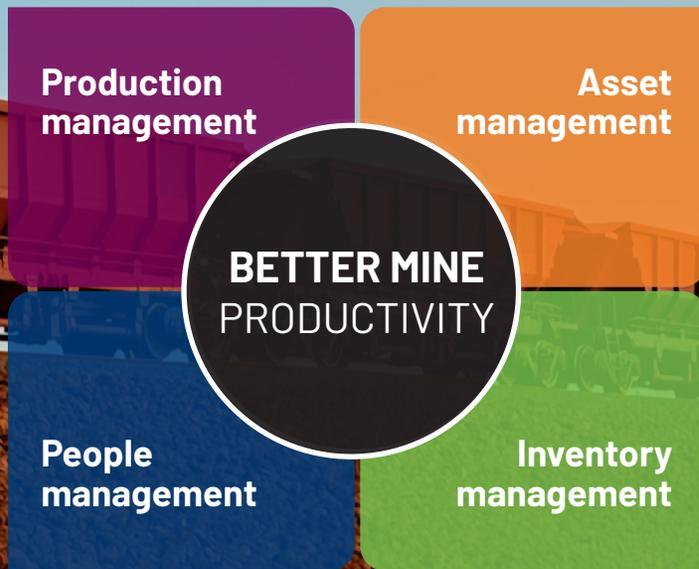 Production
management
Asset
management
BETTER MINE
PRODUCTIVITY
People
management
Inventory
management